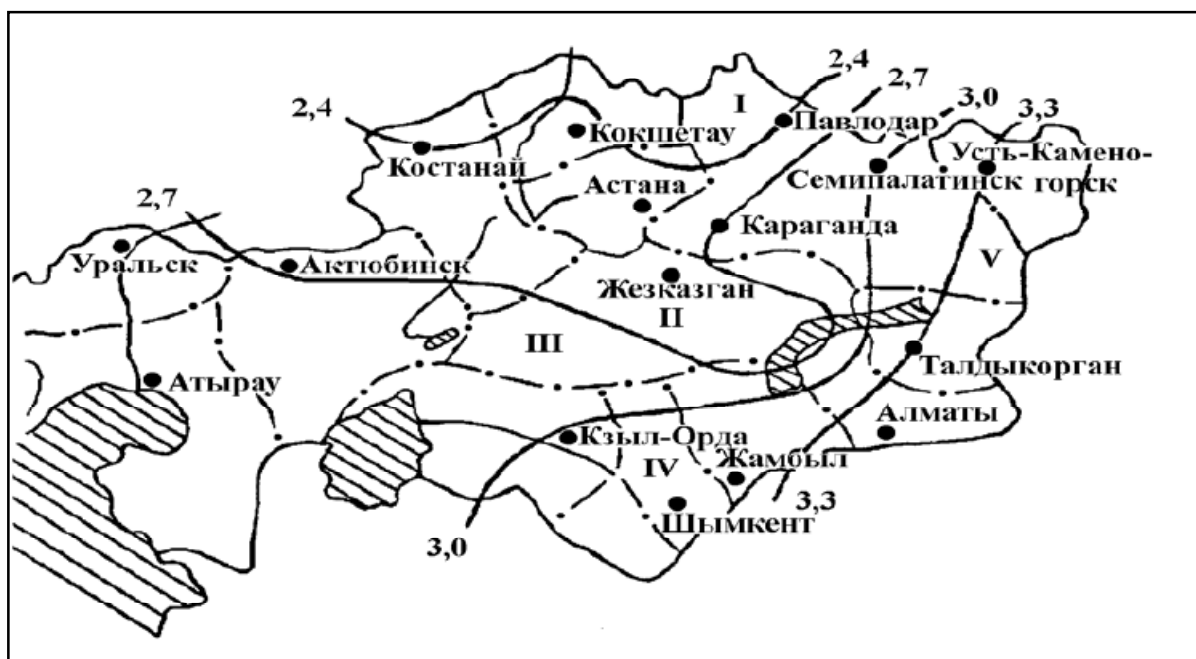 2,4
2,7
3,0
3,3
2,4
I
Кокшетау
Павлодар
Костанай
Астана
Семипалатинск
Усть-Камено-
горск
2,7
Караганда
Уральск
Актюбинск
Жезказган
V
II
III
Талдыкорган
Атырау
Алматы
Кзыл-Орда
IV
Жамбыл
Шымкент
3,3
3,0